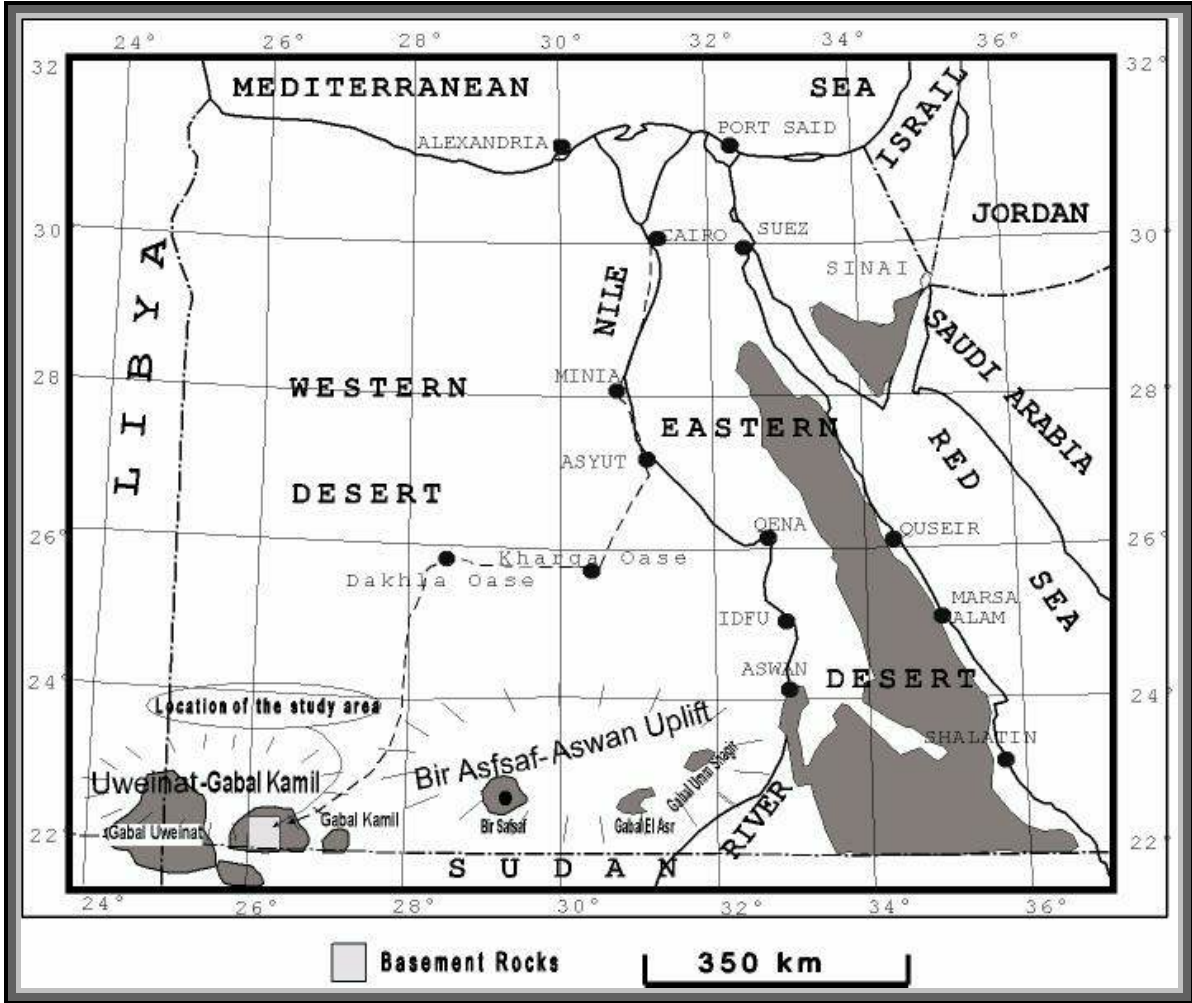 24° 26° 28° 30° 32° 34° 36°
32 32°
MEDITERRANEAN SEA
ISRAIL
PORT SAID
ALEXANDRIA
JORDAN
30 30°
CAIRO SUEZ
SINAI
LIBYA
NILE
SAUDI ARABIA
28 28°
MINIA
WESTERN
EASTERN
RED
ASYUT
DESERT
26° 26°
QENA QUSEIR
Kharga Oase
Dakhla Oase
SEA
MARSA
ALAM
IDFU
ASWAN
DESERT
24° 24°
Location of the study area
Bir Asfsaf-Aswan Uplift
SHALATIN
Gabal Umm Shagir
Uweinat-Gabal Kamil
Gabal Kamil
Bir Safsaf
Gabal El Asr
Gabal Uweinat
22° 22°
RIVER
SUDAN
24° 26° 28° 30° 32° 34° 36°
Basement Rocks
350 km